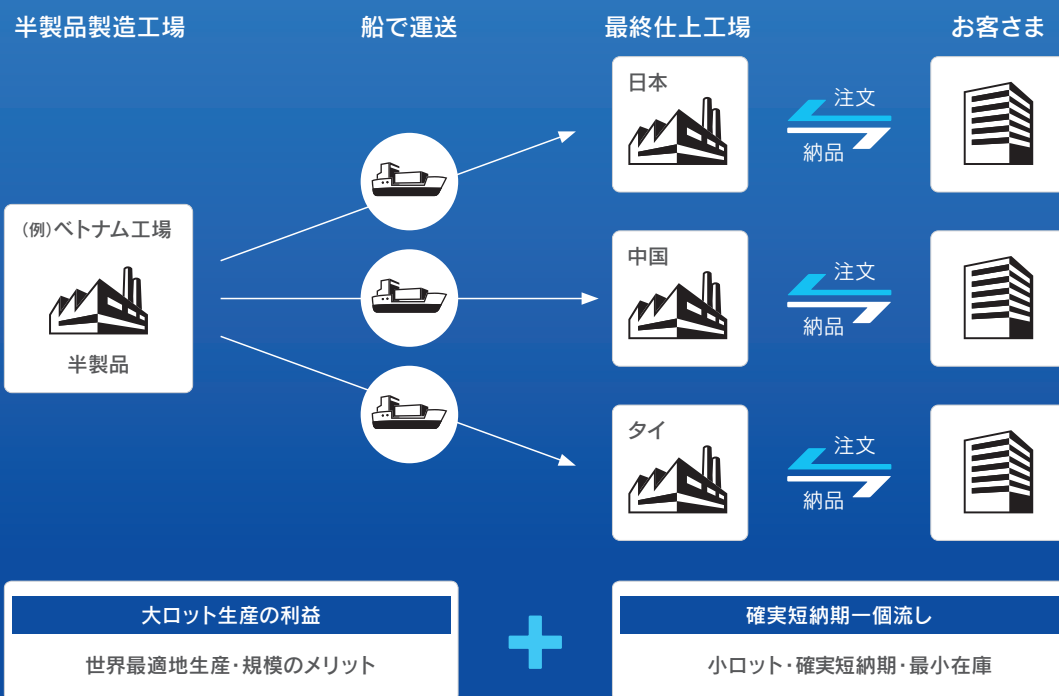 半製品製造工場
船で運送
最終仕上工場
お客さま
(例)ベトナム工場
半製品
日本
注文
納品
中国
注文
納品
タイ
注文
納品
大ロット生産の利益
世界最適地生産・規模のメリット
確実短納期一個流し
小ロット・確実短納期・最小在庫